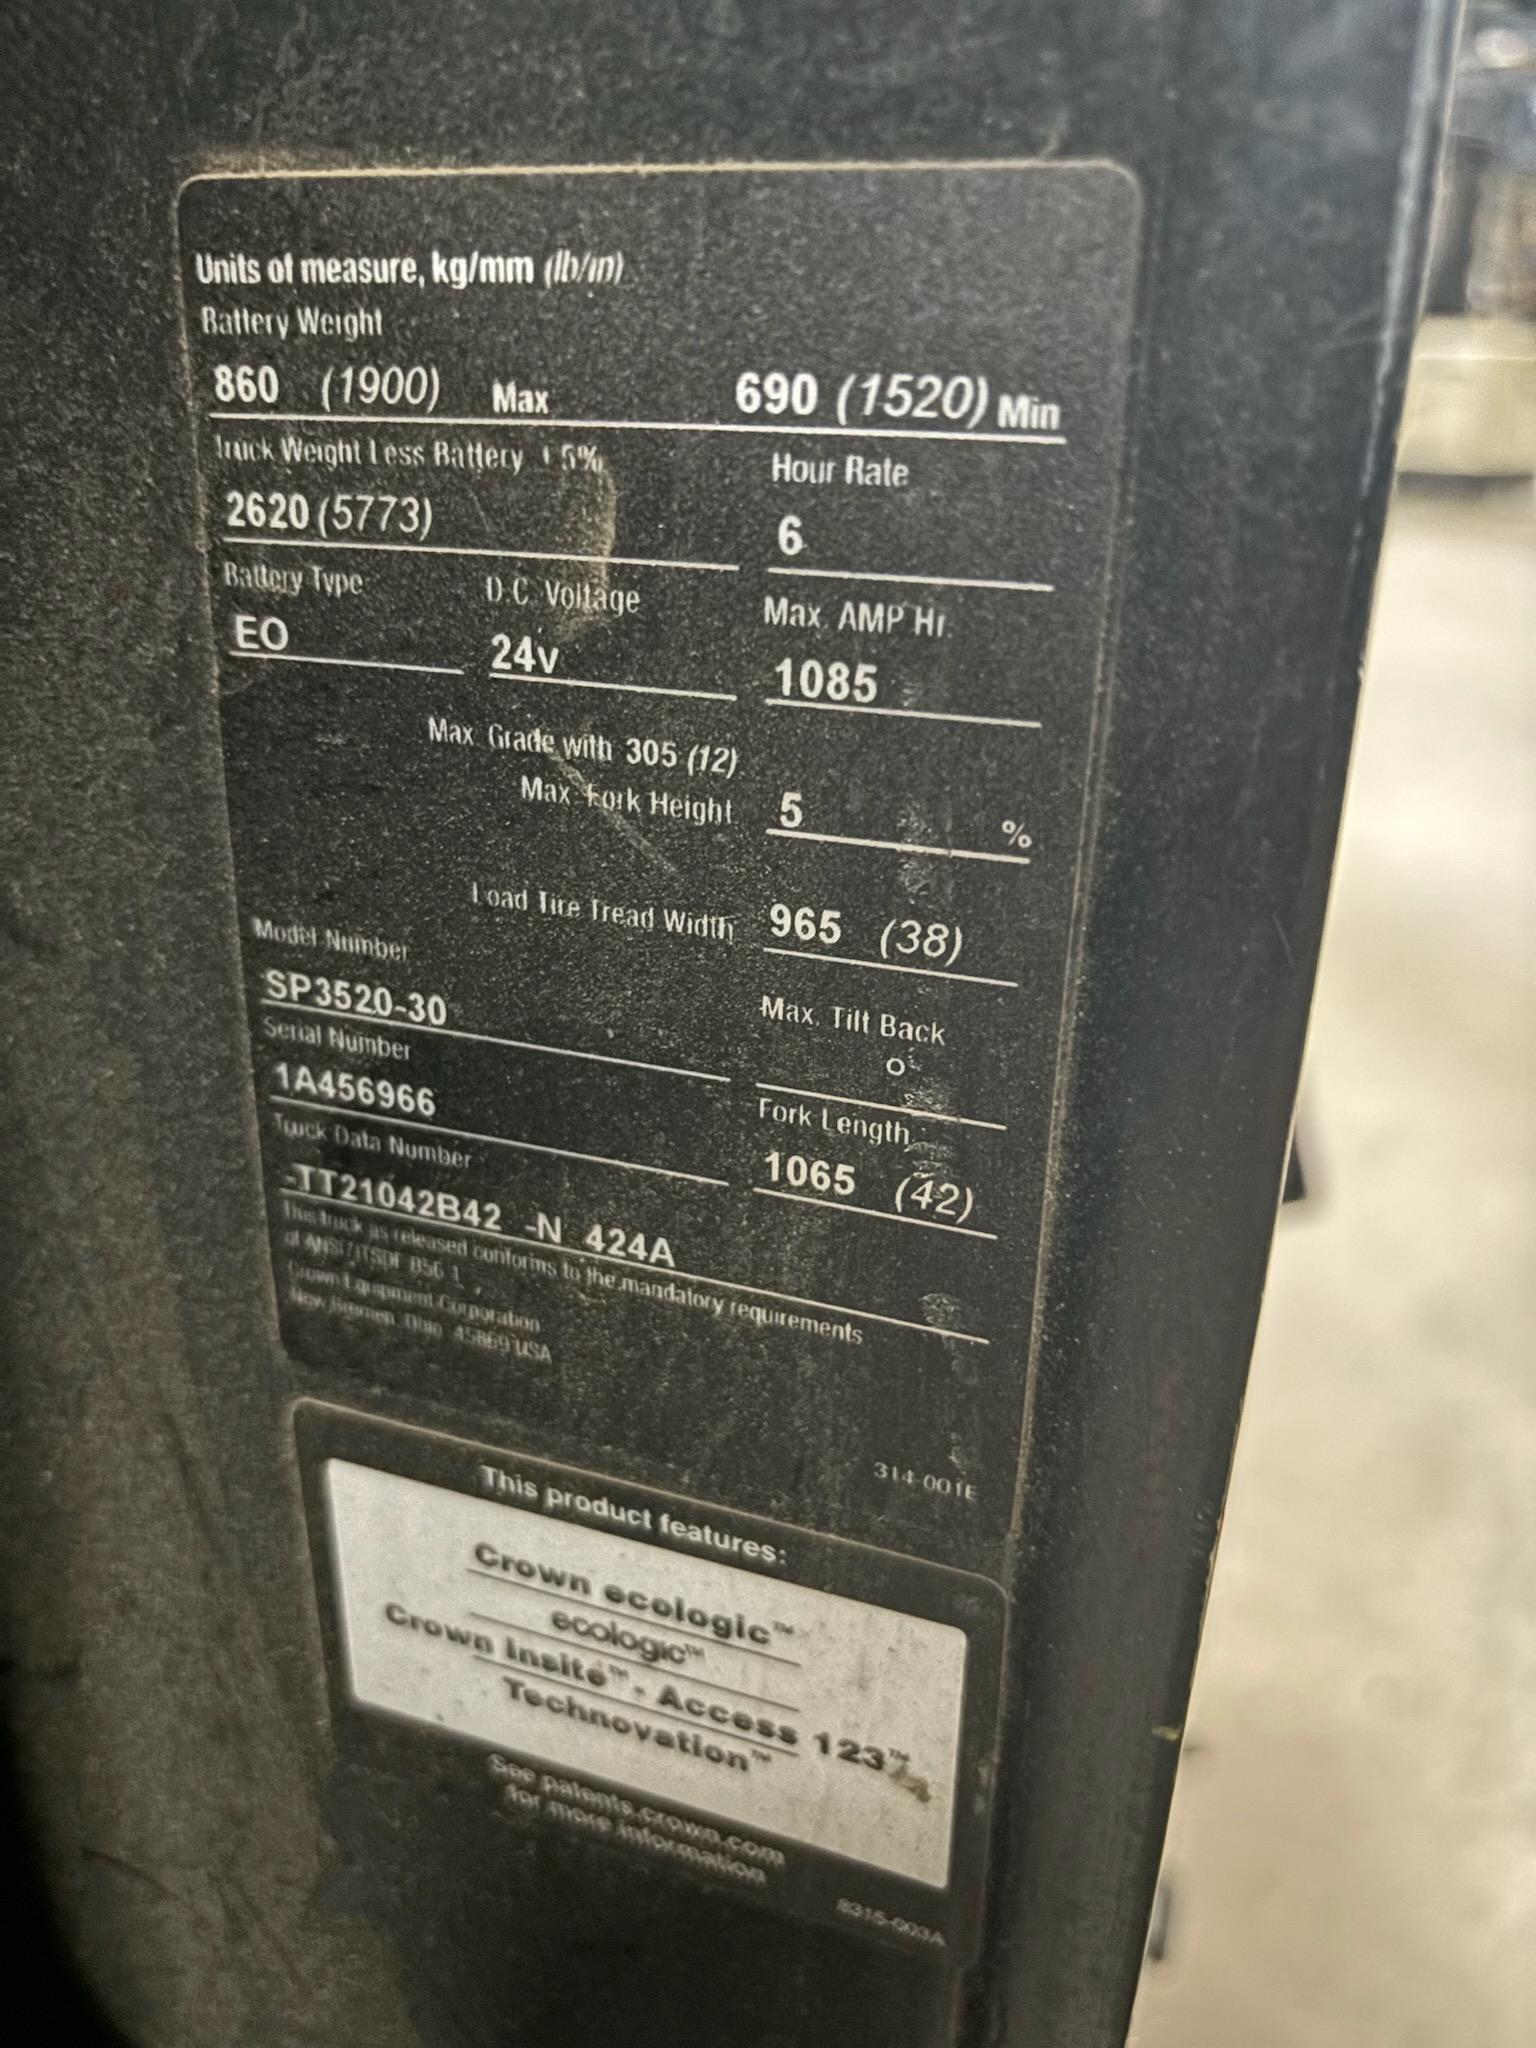 Units of measure, kg/mm (lb/in)
Battery Weight
860 (1900) Max 690 (1520) Min
Truck Weight Less Battery ± 5% Hour Rate
2620 (5773) 6
Battery Type D.C. Voltage Max. AMP Hr.
EO 24v 1085
Max Grade with 305 (12)
Max Fork Height 5 %
Load Tire Tread Width 965 (38)
Model Number
SP3520-30 Max. Tilt Back
Serial Number °
1A456966 Fork Length
Truck Data Number 1065 (42)
-TT21042B42 -N 424A
This truck as released conforms to the mandatory requirements
of ANSI/ITSDF B56.1
Crown Equipment Corporation
New Bremen, Ohio 45869 USA
314-001E
This product features:
Crown ecologic™
ecologic™
Crown Insite™ - Access 123™
Technovation™
See patents.crown.com
for more information
8315-003A